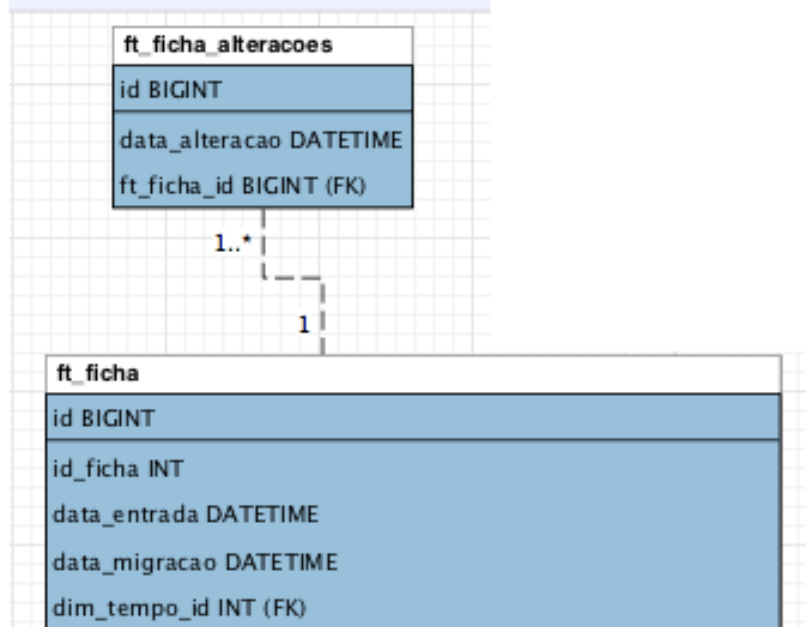 ft_ficha_alteracoes
id BIGINT
data_alteracao DATETIME
ft_ficha_id BIGINT (FK)
1..*
1
ft_ficha
id BIGINT
id_ficha INT
data_entrada DATETIME
data_migracao DATETIME
dim_tempo_id INT (FK)